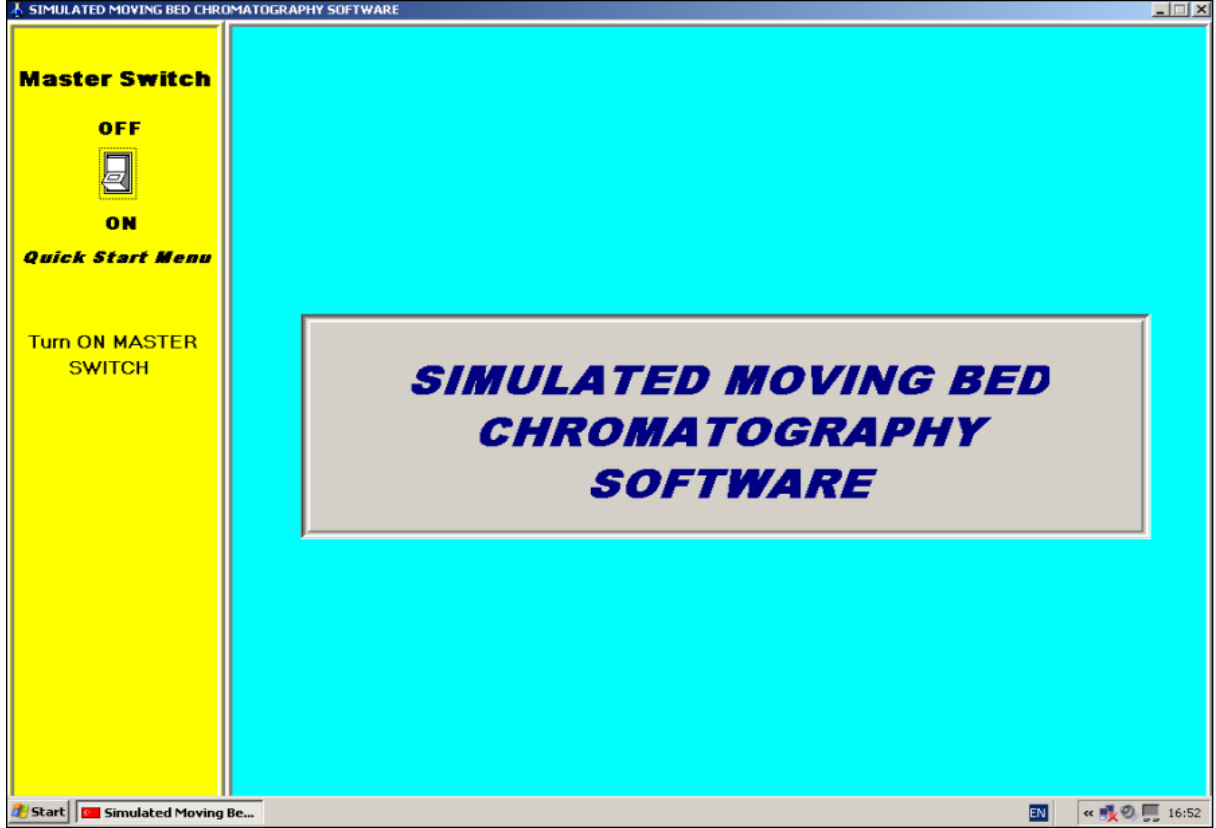 SIMULATED MOVING BED CHROMATOGRAPHY SOFTWARE
Master Switch
OFF
ON
Quick Start Menu
Turn ON MASTER
SWITCH
SIMULATED MOVING BED
CHROMATOGRAPHY
SOFTWARE
Start
Simulated Moving Be...
EN
«
16:52